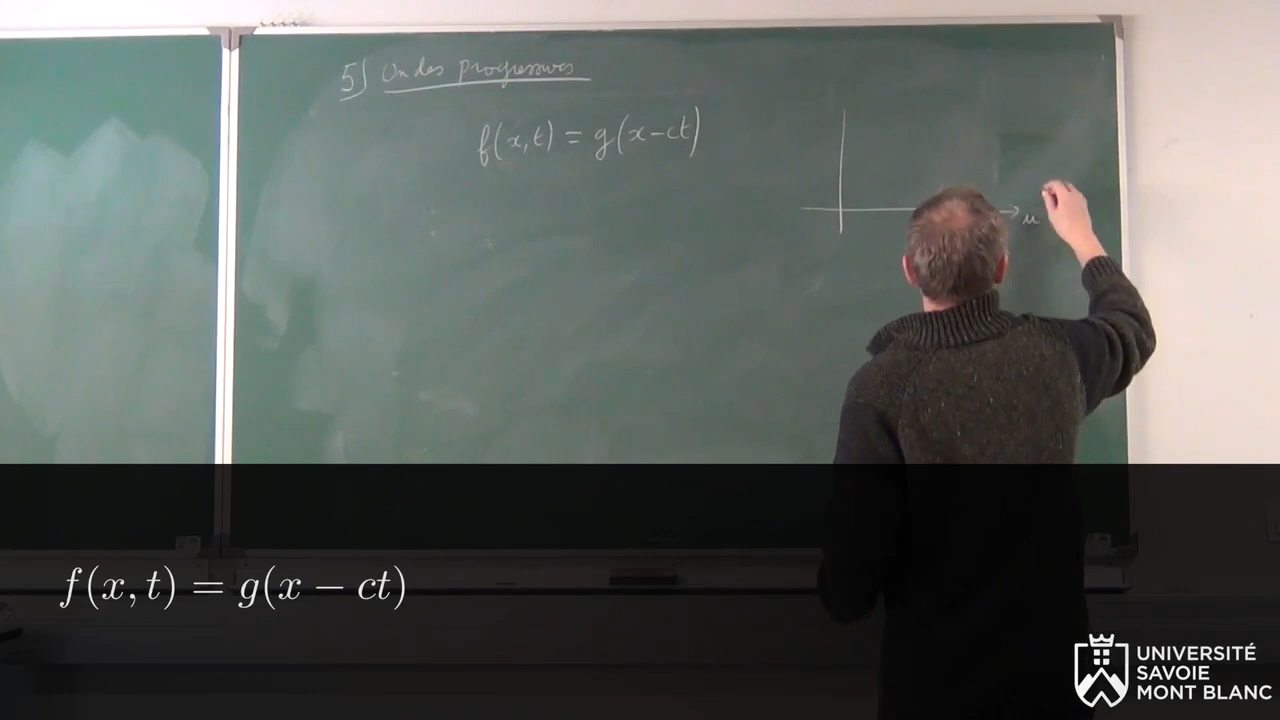 5) Ondes progressives
f(x,t) = g(x-ct)
u
f(x, t) = g(x − ct)
UNIVERSITÉ
SAVOIE
MONT BLANC